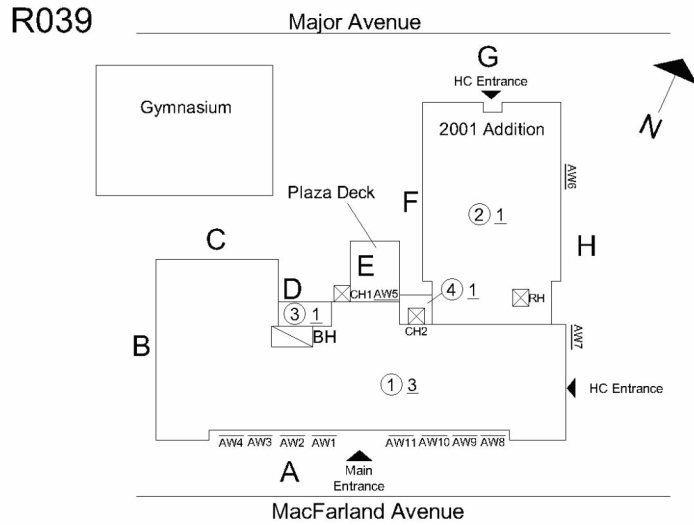 R039
Major Avenue
G
HC Entrance
Gymnasium
2001 Addition
N
AW6
Plaza Deck
F
2 1
C
H
E
D
CH1 AW5
4 1
RH
3 1
BH
CH2
B
AW7
1 3
HC Entrance
AW4 AW3 AW2 AW1 AW11 AW10 AW9 AW8
A
Main
Entrance
MacFarland Avenue